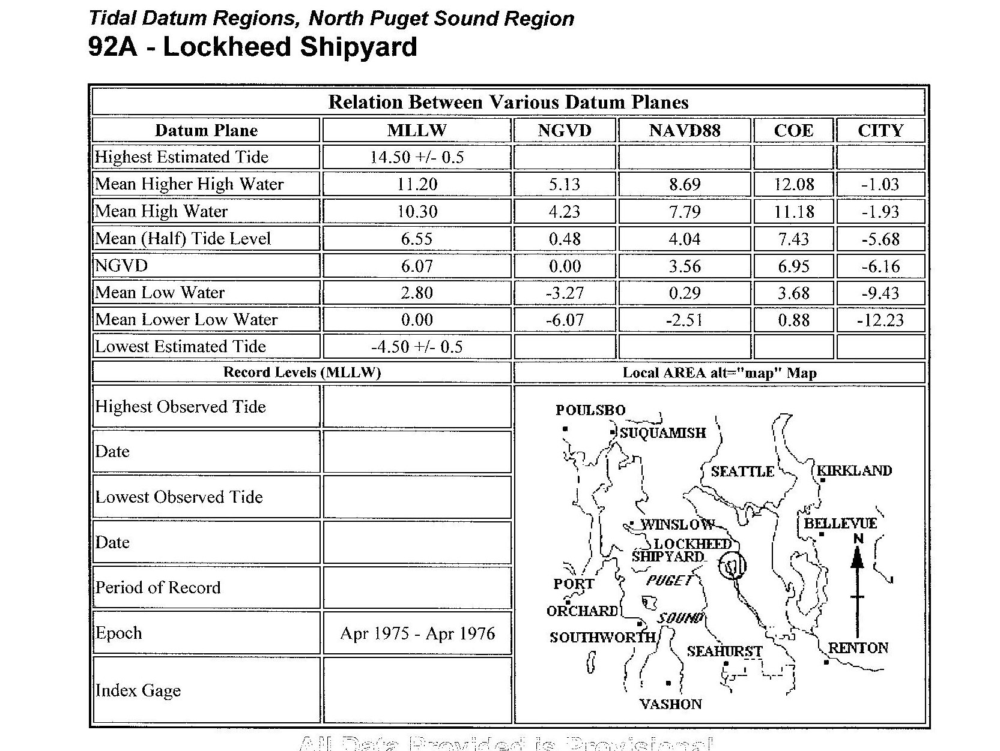 Tidal Datum Regions, North Puget Sound Region
92A - Lockheed Shipyard
Relation Between Various Datum Planes
Datum Plane MLLW NGVD NAVD88 COE CITY
Highest Estimated Tide 14.50 +/- 0.5
Mean Higher High Water 11.20 5.13 8.69 12.08 -1.03
Mean High Water 10.30 4.23 7.79 11.18 -1.93
Mean (Half) Tide Level 6.55 0.48 4.04 7.43 -5.68
NGVD 6.07 0.00 3.56 6.95 -6.16
Mean Low Water 2.80 -3.27 0.29 3.68 -9.43
Mean Lower Low Water 0.00 -6.07 -2.51 0.88 -12.23
Lowest Estimated Tide -4.50 +/- 0.5
Record Levels (MLLW) Local AREA alt="map" Map
Highest Observed Tide
Date
Lowest Observed Tide
Date
Period of Record
Epoch Apr 1975 - Apr 1976
Index Gage
POULSBO
SUQUAMISH
SEATTLE KIRKLAND
WINSLOW BELLEVUE
N
LOCKHEED
SHIPYARD
PUGET
PORT
ORCHARD
SOUND
SOUTHWORTH
SEAHURST RENTON
VASHON
All Data Provided is Provisional